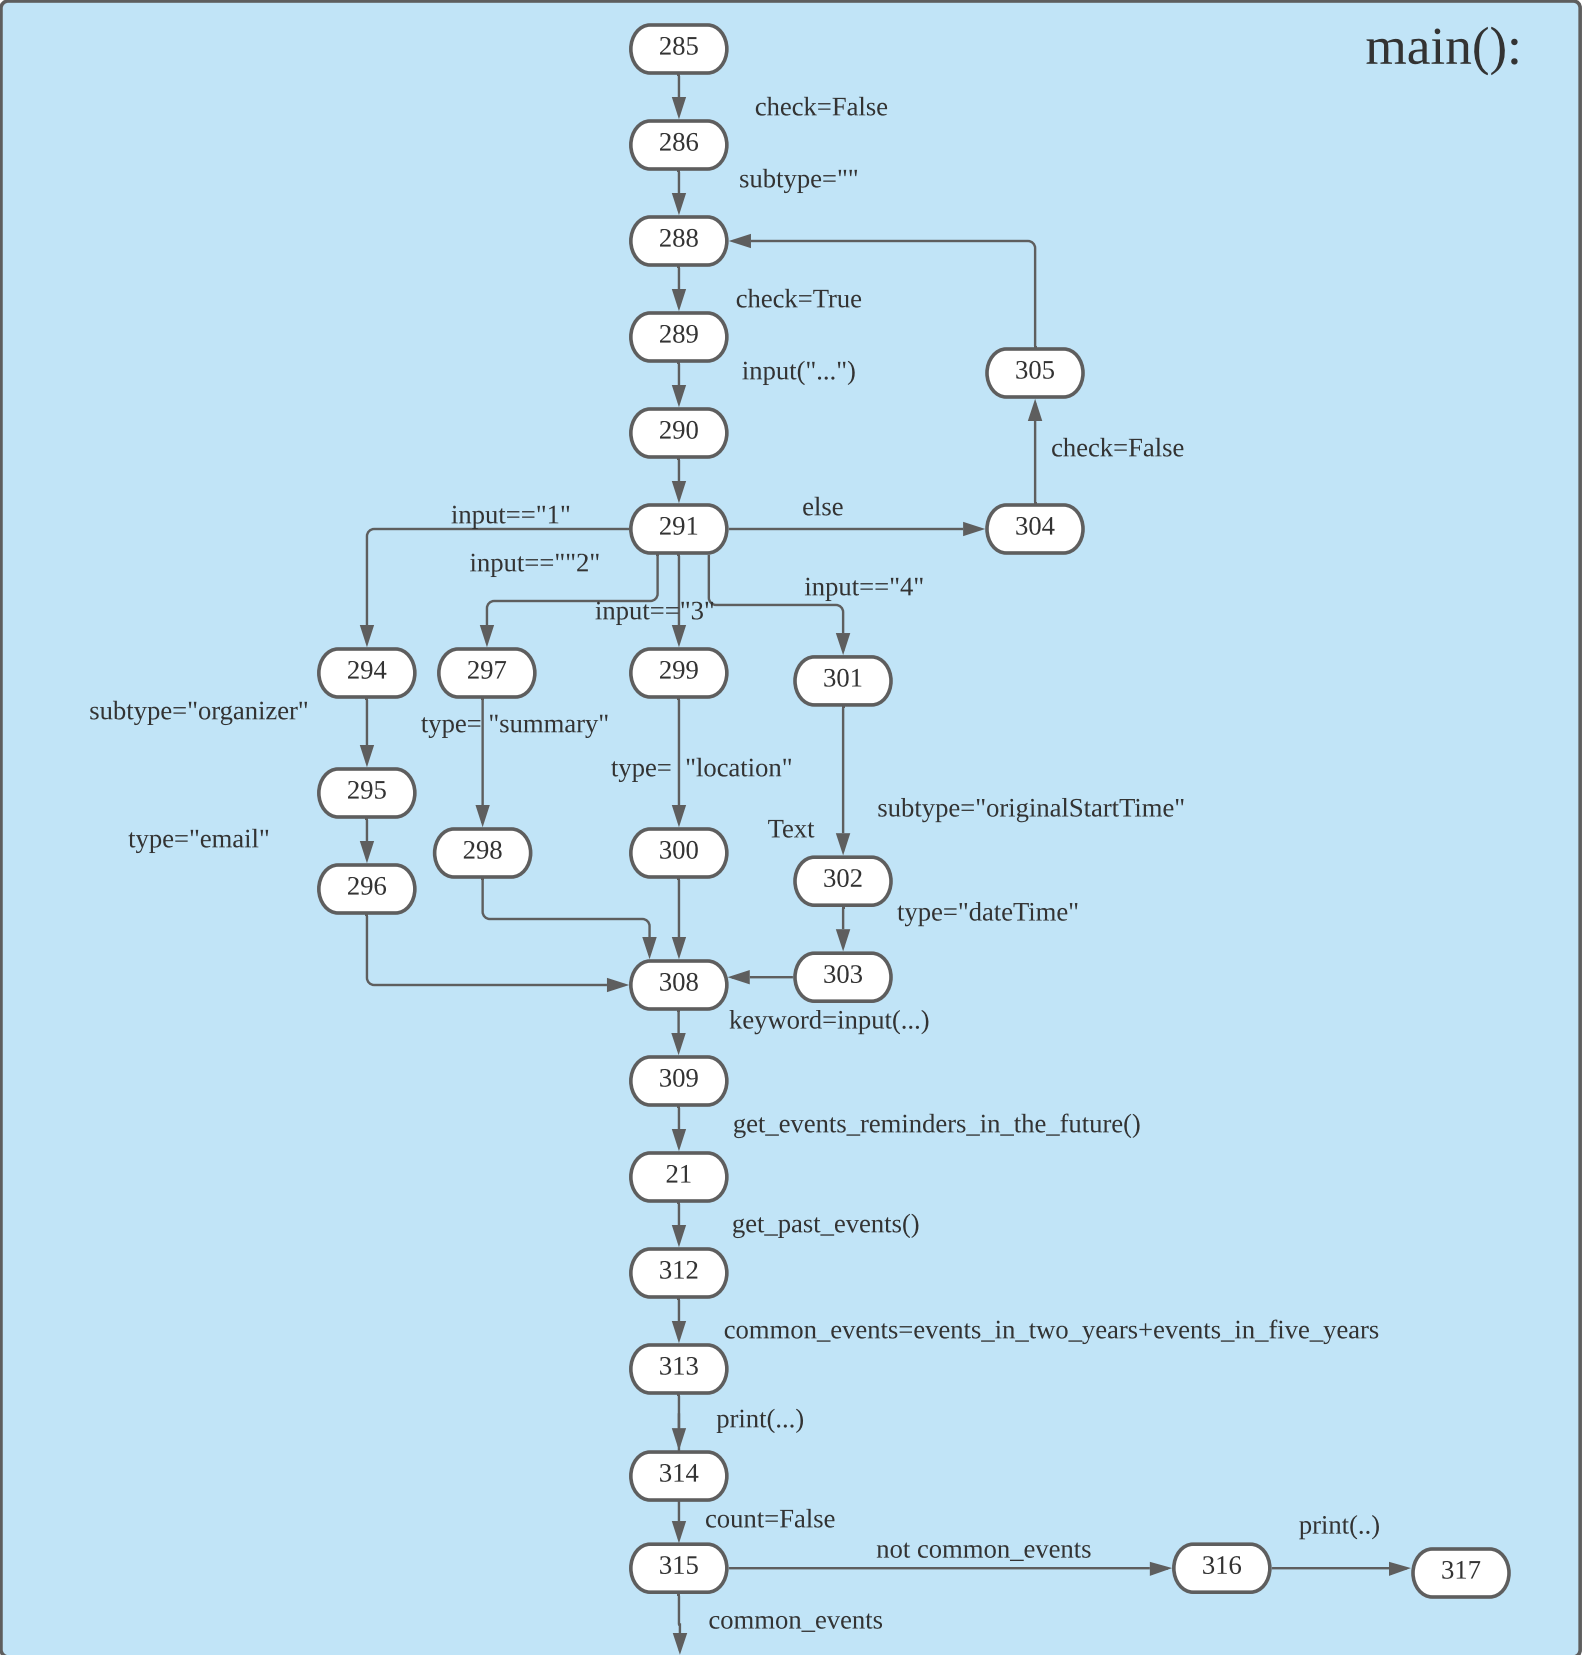 main():
285
check=False
286
subtype=""
288
check=True
289
input("...")
305
290
check=False
input=="1"
291
else
304
input==""2"
input=="3"
input=="4"
294
297
299
301
subtype="organizer"
type= "summary"
type= "location"
295
subtype="originalStartTime"
Text
type="email"
298
300
302
296
type="dateTime"
308
303
keyword=input(...)
309
get_events_reminders_in_the_future()
21
get_past_events()
312
common_events=events_in_two_years+events_in_five_years
313
print(...)
314
count=False
print(..)
not common_events
315
316
317
common_events